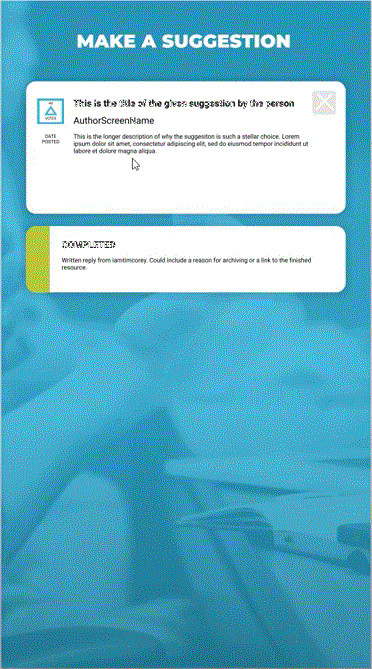 MAKE A SUGGESTION
This is the title of the given suggestion by the person
AuthorScreenName
VOTES
DATE
POSTED
This is the longer description of why the suggesiton is such a stellar choice. Lorem
ipsum dolor sit amet, consectetur adipiscing elit, sed do eiusmod tempor incididunt ut
labore et dolore magna aliqua.
COMPLETED
Written reply from iamtimcorey. Could include a reason for archiving or a link to the finished
resource.